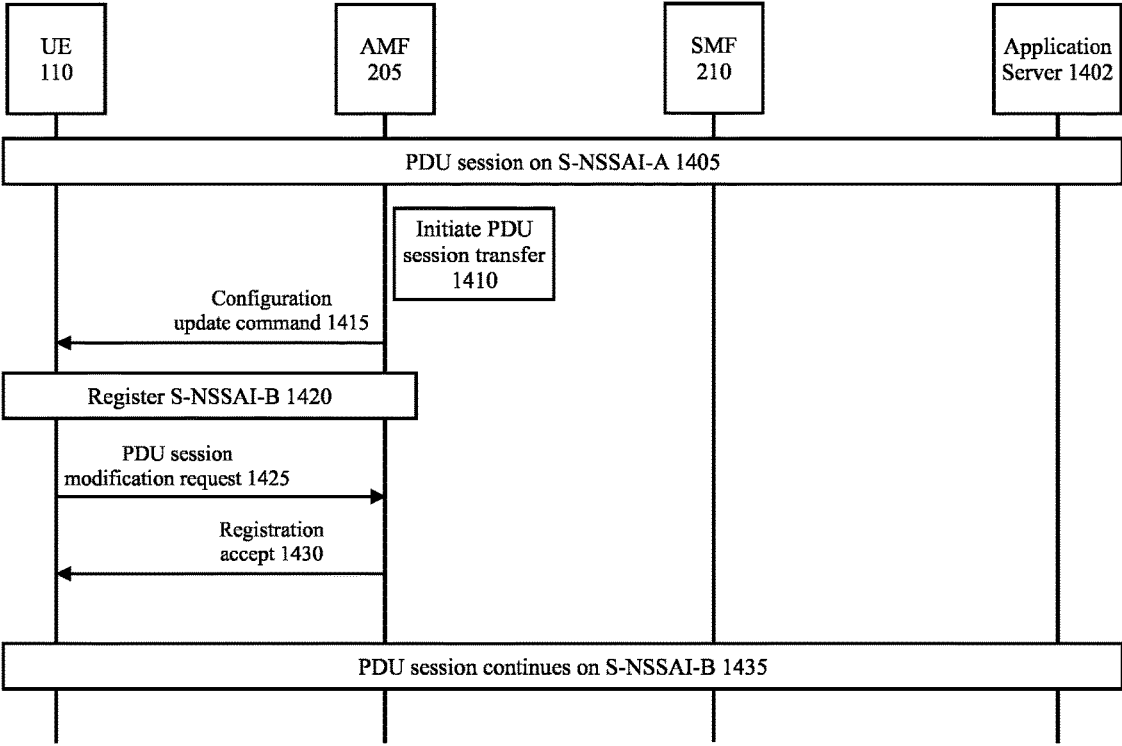 UE
110
AMF
205
SMF
210
Application
Server 1402
PDU session on S-NSSAI-A 1405
Initiate PDU
session transfer
1410
Configuration
update command 1415
Register S-NSSAI-B 1420
PDU session
modification request 1425
Registration
accept 1430
PDU session continues on S-NSSAI-B 1435